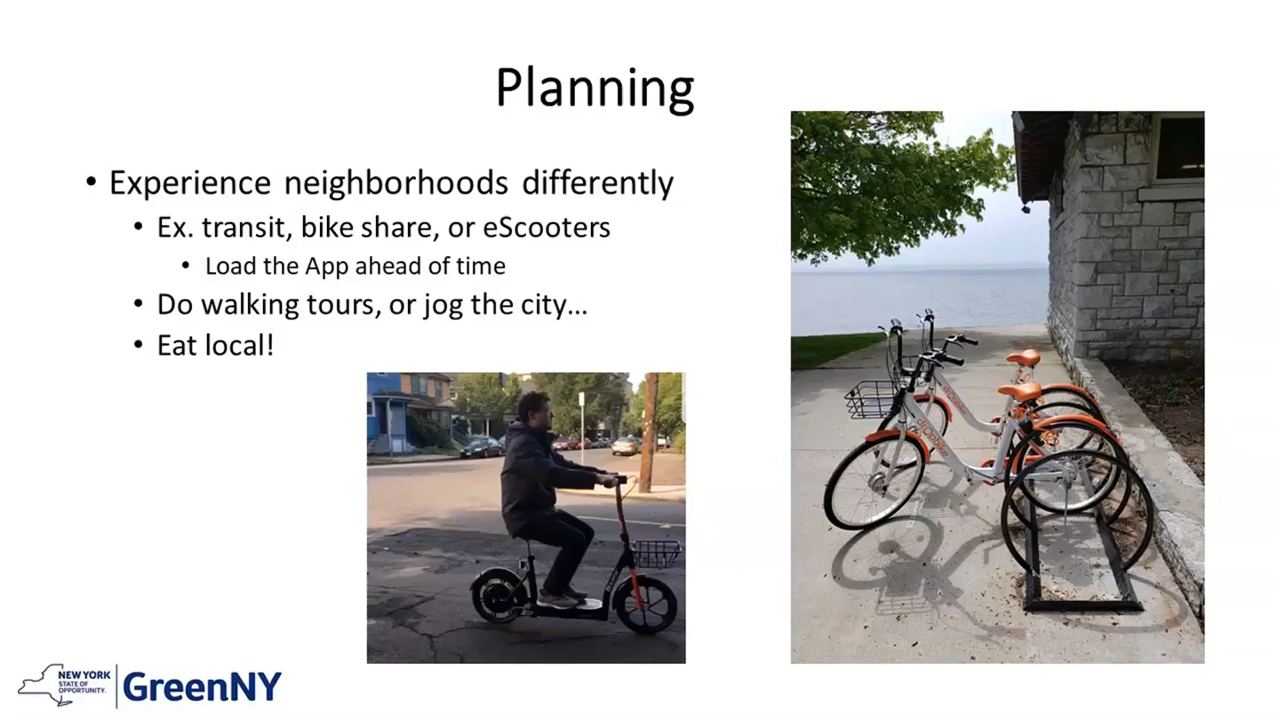 Planning
• Experience neighborhoods differently
• Ex. transit, bike share, or eScooters
• Load the App ahead of time
• Do walking tours, or jog the city…
• Eat local!
dropbike
NEW YORK
STATE OF
OPPORTUNITY.
GreenNY